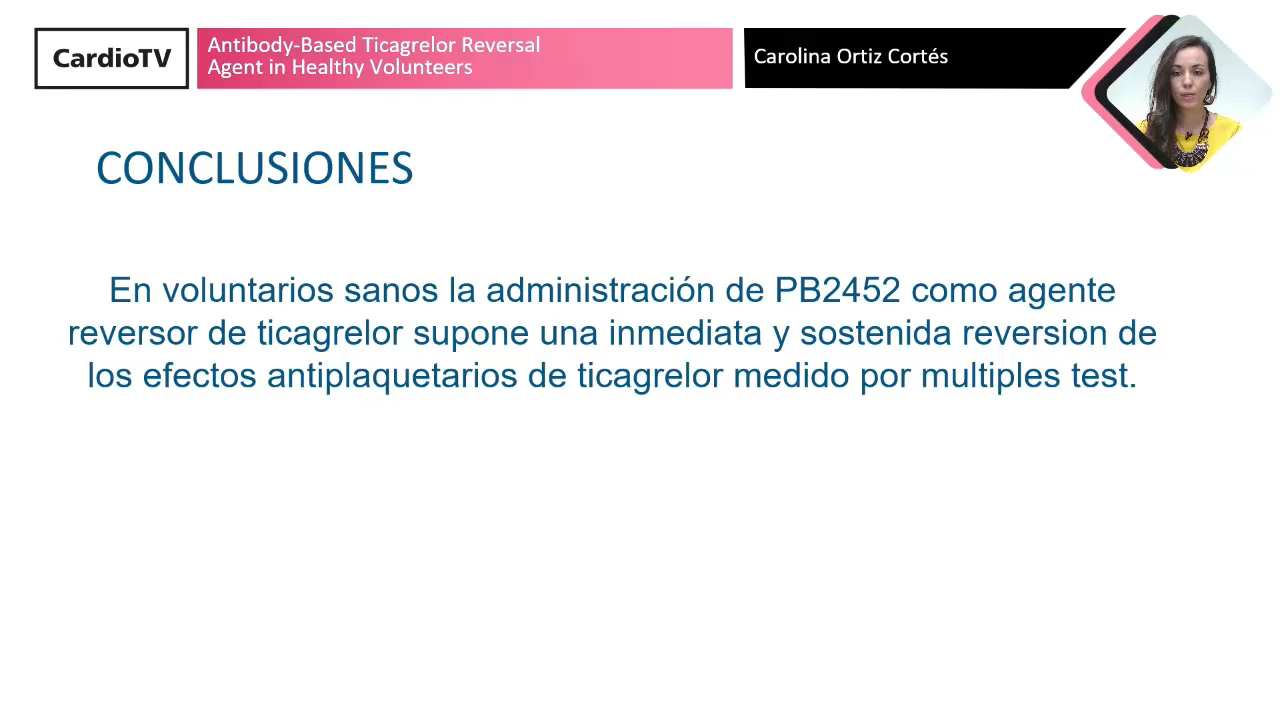 CardioTV
Antibody-Based Ticagrelor Reversal
Agent in Healthy Volunteers
Carolina Ortiz Cortés
CONCLUSIONES
En voluntarios sanos la administración de PB2452 como agente
reversor de ticagrelor supone una inmediata y sostenida reversion de
los efectos antiplaquetarios de ticagrelor medido por multiples test.